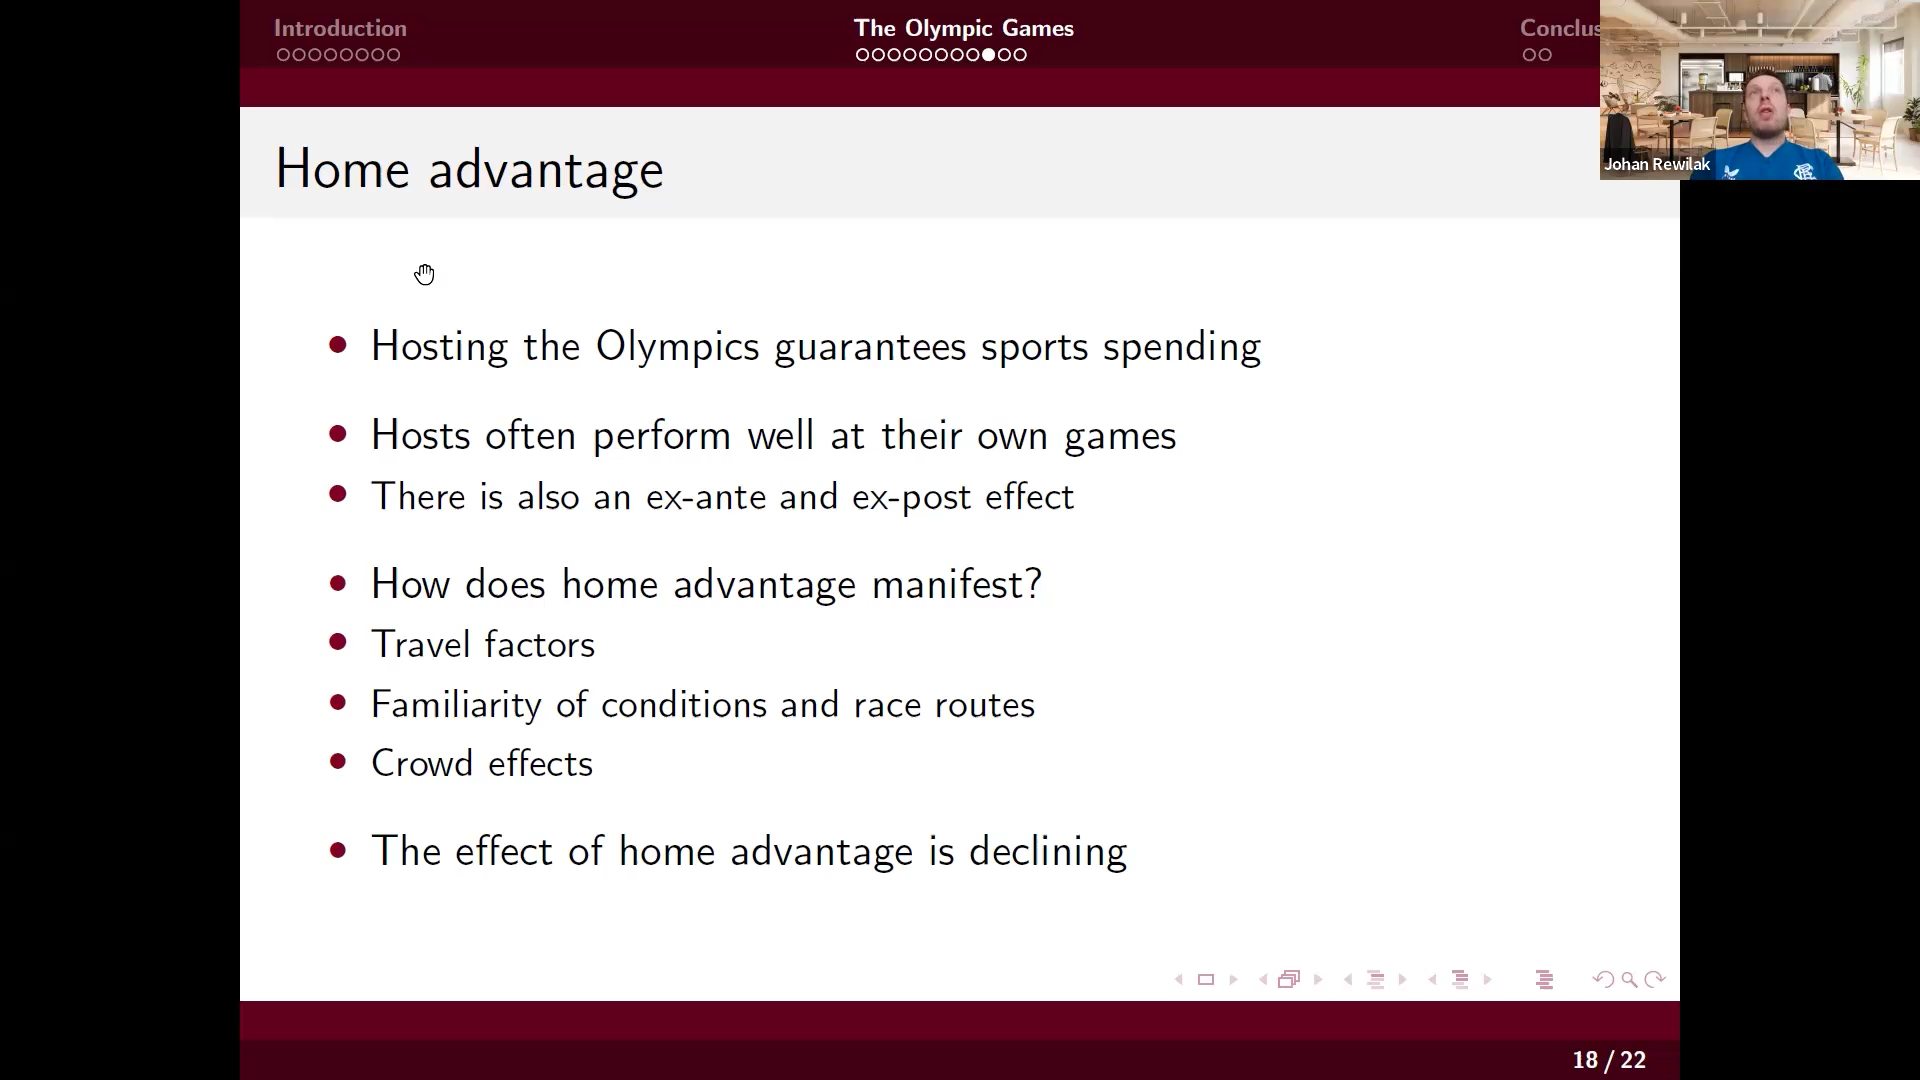 Introduction
The Olympic Games
Conclus
Johan Rewilak
Home advantage
Hosting the Olympics guarantees sports spending
Hosts often perform well at their own games
There is also an ex-ante and ex-post effect
How does home advantage manifest?
Travel factors
Familiarity of conditions and race routes
Crowd effects
The effect of home advantage is declining
18 / 22